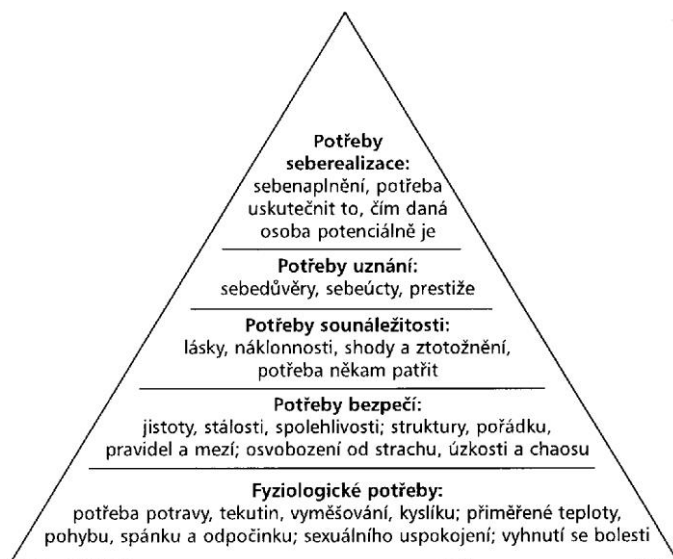 Potřeby
seberealizace:
sebenaplnění, potřeba
uskutečnit to, čím daná
osoba potenciálně je
Potřeby uznání:
sebedůvěry, sebeúcty, prestiže
Potřeby sounáležitosti:
lásky, náklonnosti, shody a ztotožnění,
potřeba někam patřit
Potřeby bezpečí:
jistoty, stálosti, spolehlivosti; struktury, pořádku,
pravidel a mezí; osvobození od strachu, úzkosti a chaosu
Fyziologické potřeby:
potřeba potravy, tekutin, vyměšování, kyslíku; přiměřené teploty,
pohybu, spánku a odpočinku; sexuálního uspokojení; vyhnutí se bolesti